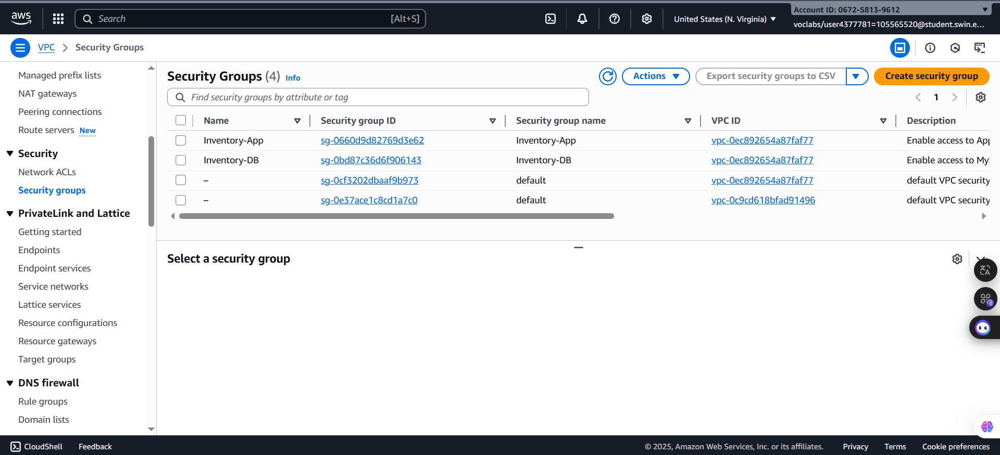 aws
Search [Alt+S]
United States (N. Virginia)
Account ID: 0672-5813-9612
voclabs/user4377781=105565520@student.swin.e...
VPC > Security Groups
Managed prefix lists
NAT gateways
Peering connections
Route servers New
Security
Network ACLs
Security groups
PrivateLink and Lattice
Getting started
Endpoints
Endpoint services
Service networks
Lattice services
Resource configurations
Resource gateways
Target groups
DNS firewall
Rule groups
Domain lists
Security Groups (4) Info
Actions
Export security groups to CSV
Create security group
Find security groups by attribute or tag
1
Name Security group ID Security group name VPC ID Description
Inventory-App sg-0660d9d82769d3e62 Inventory-App vpc-0ec892654a87faf77 Enable access to App
Inventory-DB sg-0bd87c36d6f906143 Inventory-DB vpc-0ec892654a87faf77 Enable access to My
– sg-0cf3202dbaaf9b973 default vpc-0ec892654a87faf77 default VPC security
– sg-0e37ace1c8cd1a7c0 default vpc-0c9cd618bfad91496 default VPC security
Select a security group
CloudShell Feedback
© 2025, Amazon Web Services, Inc. or its affiliates. Privacy Terms Cookie preferences